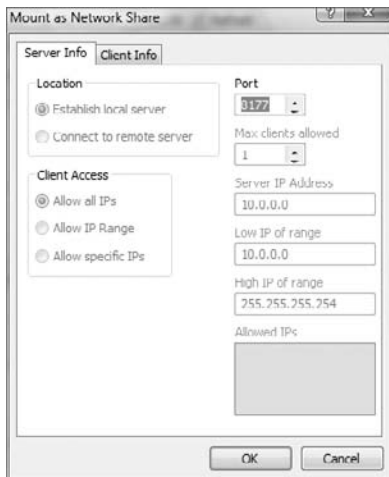 Mount as Network Share
Server Info
Client Info
Location
Establish local server
Connect to remote server
Client Access
Allow all IPs
Allow IP Range
Allow specific IPs
Port
8177
Max clients allowed
1
Server IP Address
10.0.0.0
Low IP of range
10.0.0.0
High IP of range
255.255.255.254
Allowed IPs
OK
Cancel